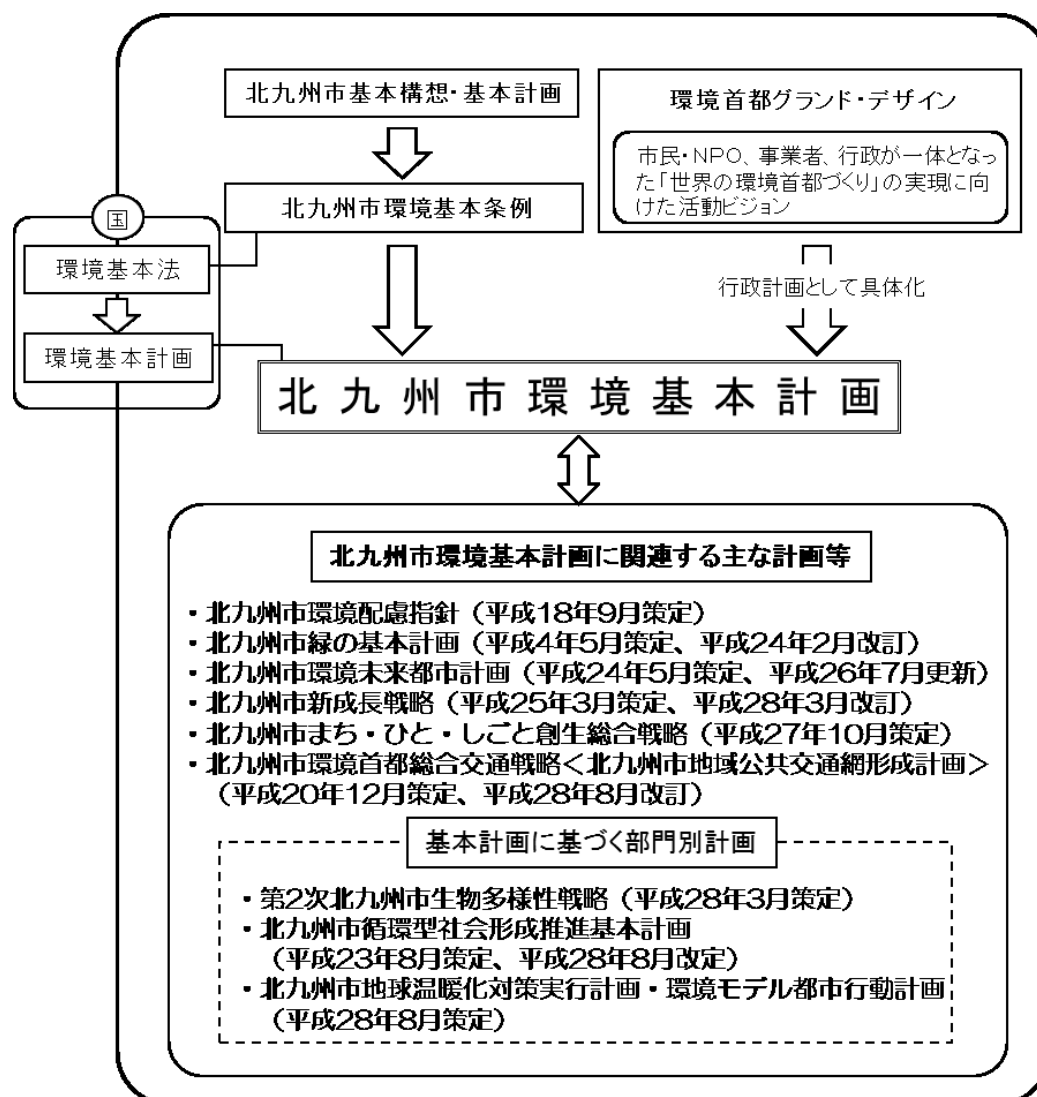 北九州市基本構想・基本計画
環境首都グランド・デザイン
市民・NPO、事業者、行政が一体となっ
た「世界の環境首都づくり」の実現に向
けた活動ビジョン
北九州市環境基本条例
国
環境基本法
行政計画として具体化
環境基本計画
北九州市環境基本計画
北九州市環境基本計画に関連する主な計画等
・北九州市環境配慮指針（平成18年9月策定）
・北九州市緑の基本計画（平成4年5月策定、平成24年2月改訂）
・北九州市環境未来都市計画（平成24年5月策定、平成26年7月更新）
・北九州市新成長戦略（平成25年3月策定、平成28年3月改訂）
・北九州市まち・ひと・しごと創生総合戦略（平成27年10月策定）
・北九州市環境首都総合交通戦略＜北九州市地域公共交通網形成計画＞
（平成20年12月策定、平成28年8月改訂）
基本計画に基づく部門別計画
・第2次北九州市生物多様性戦略（平成28年3月策定）
・北九州市循環型社会形成推進基本計画
（平成23年8月策定、平成28年8月改定）
・北九州市地球温暖化対策実行計画・環境モデル都市行動計画
（平成28年8月策定）